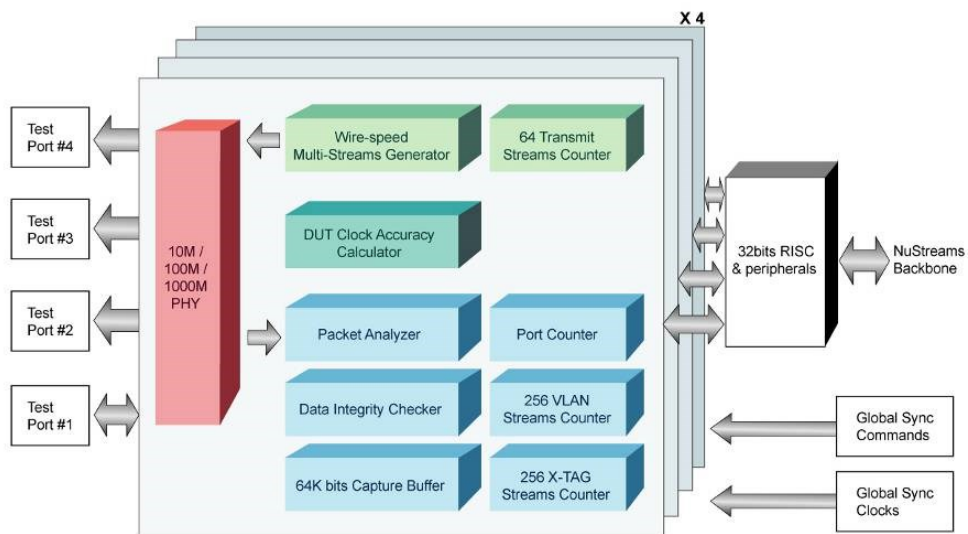 X 4
Test
Port #4
Test
Port #3
Test
Port #2
Test
Port #1
10M /
100M /
1000M
PHY
Wire-speed
Multi-Streams Generator
64 Transmit
Streams Counter
DUT Clock Accuracy
Calculator
Packet Analyzer
Port Counter
Data Integrity Checker
256 VLAN
Streams Counter
64K bits Capture Buffer
256 X-TAG
Streams Counter
32bits RISC
& peripherals
NuStreams
Backbone
Global Sync
Commands
Global Sync
Clocks